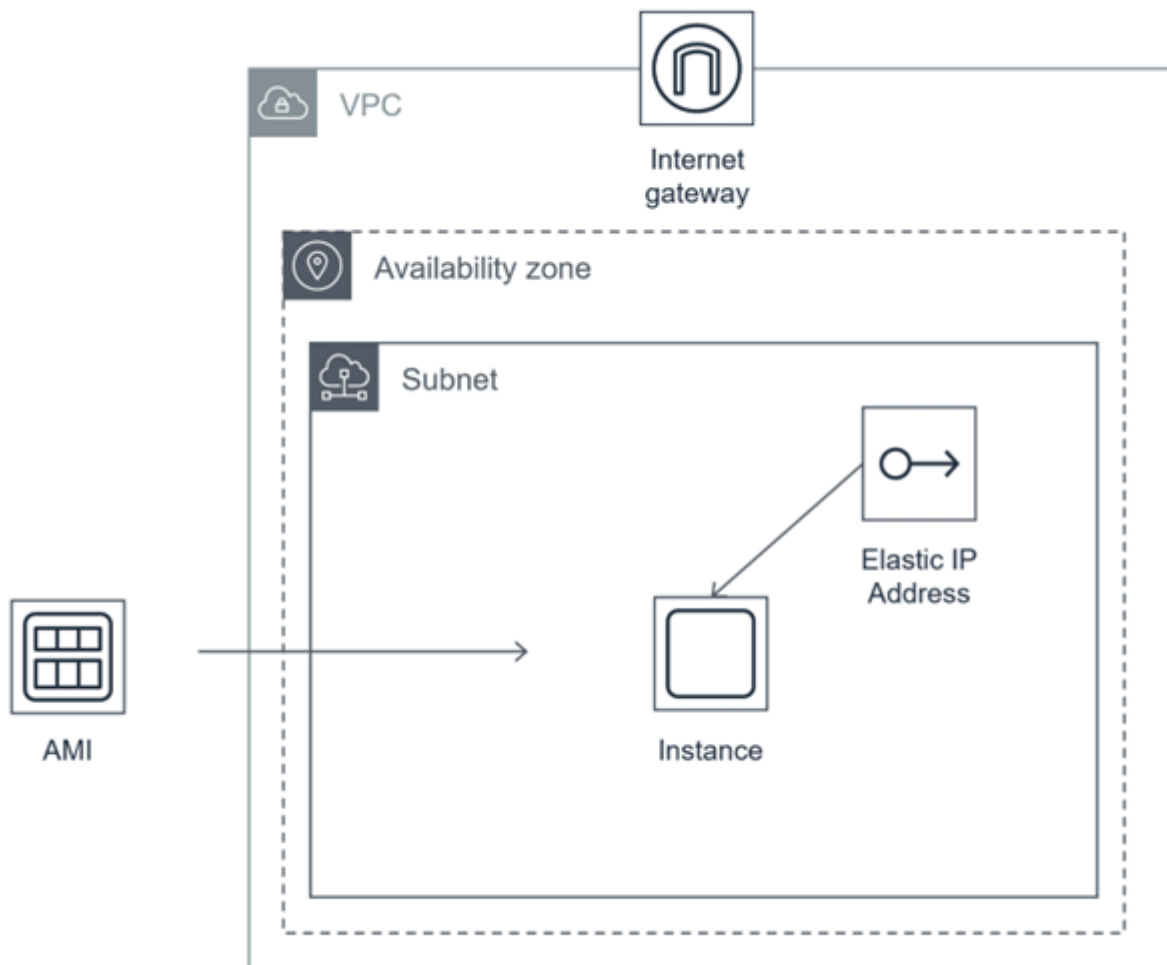 VPC
Internet
gateway
Availability zone
Subnet
Elastic IP
Address
AMI
Instance